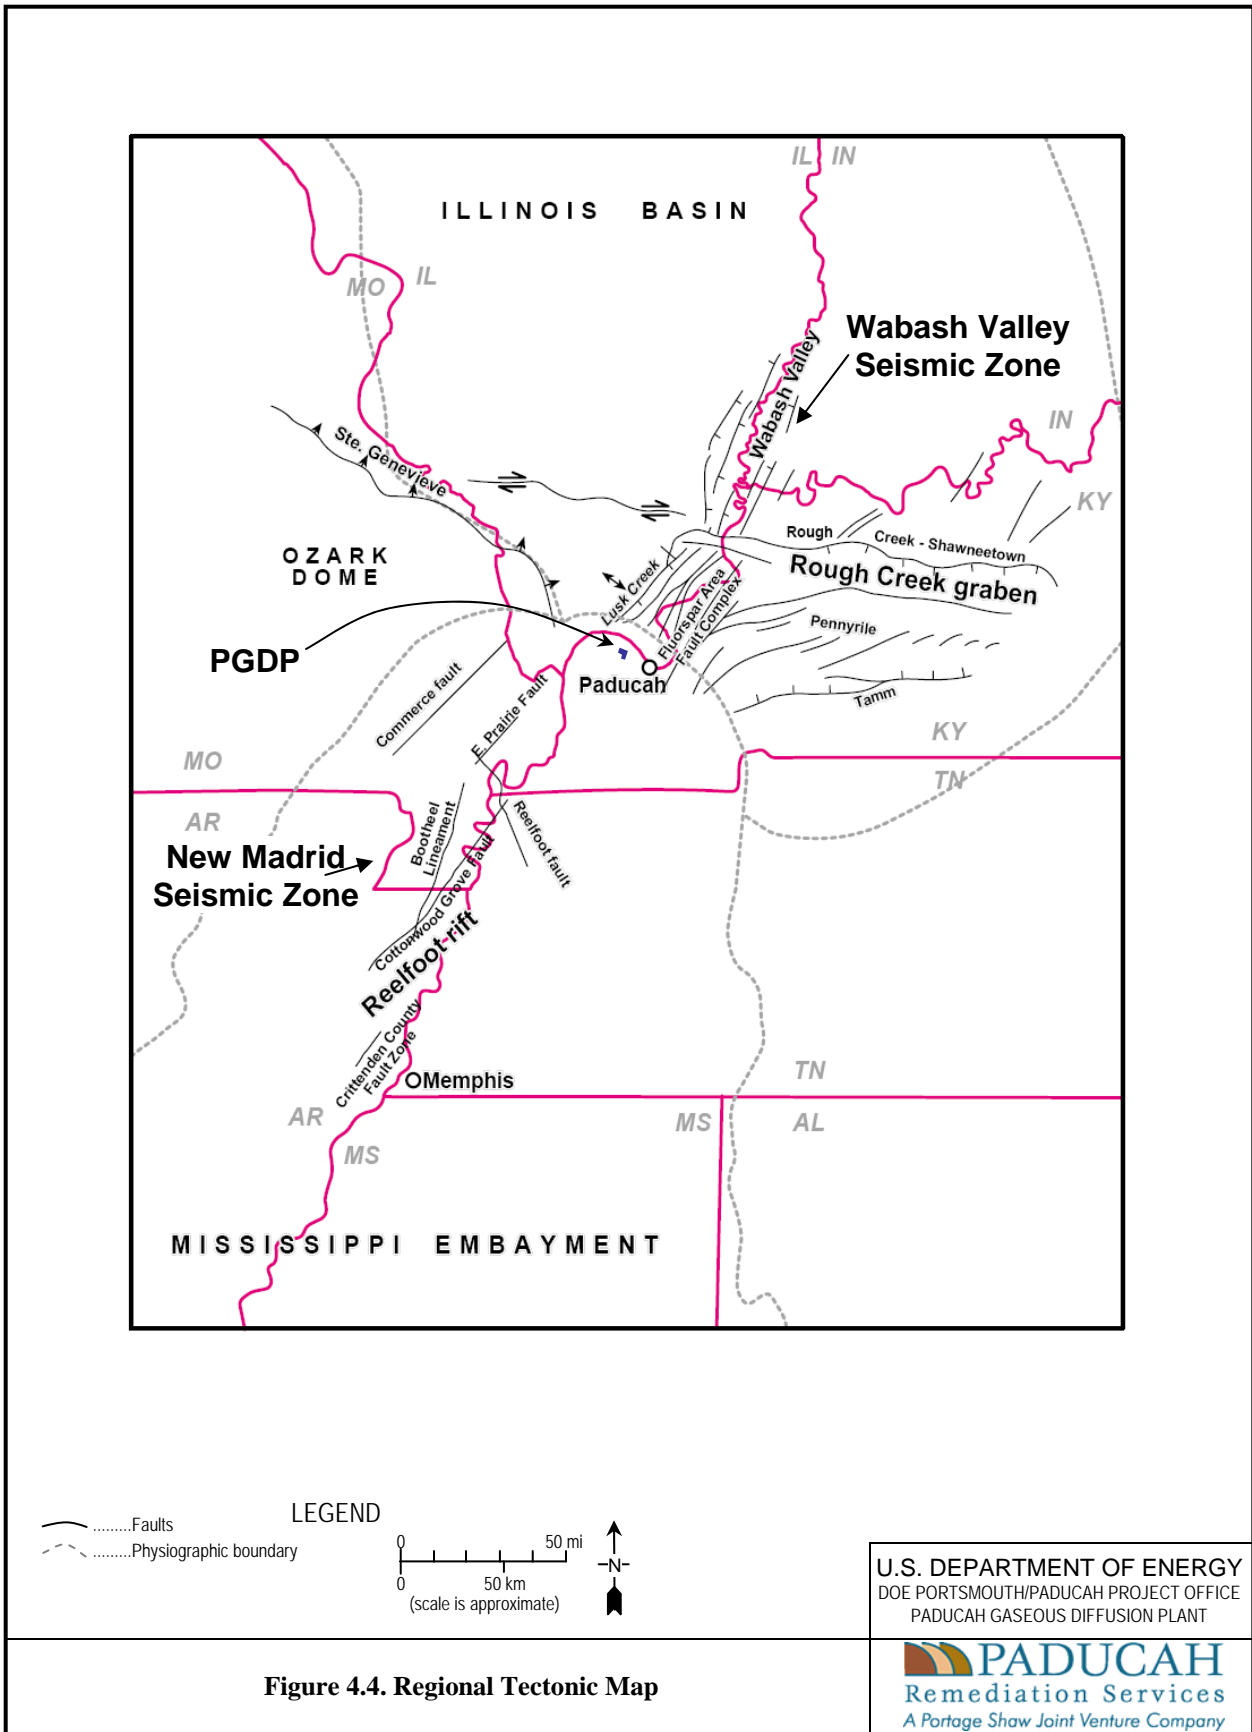 IL IN
ILLINOIS BASIN
MO IL
Wabash Valley
Seismic Zone
Wabash Valley
IN
KY
Ste. Genevieve
Rough Creek - Shawneetown
Rough Creek graben
OZARK
DOME
Lusk Creek
Fluorspar Area
Fault Complex
Pennyrile
PGDP
Paducah
Tamm
Commerce fault
E. Prairie Fault
MO
KY
TN
AR
Bootheel
Lineament
Reelfoot fault
New Madrid
Seismic Zone
Cottonwood Grove Fault
Reelfoot rift
Crittenden County
Fault Zone
Memphis
TN
AR
MS
MS
AL
MISSISSIPPI EMBAYMENT
LEGEND
.........Faults
.........Physiographic boundary
0 50 mi
0 50 km
(scale is approximate)
N
U.S. DEPARTMENT OF ENERGY
DOE PORTSMOUTH/PADUCAH PROJECT OFFICE
PADUCAH GASEOUS DIFFUSION PLANT
Figure 4.4. Regional Tectonic Map
PADUCAH
Remediation Services
A Portage Shaw Joint Venture Company